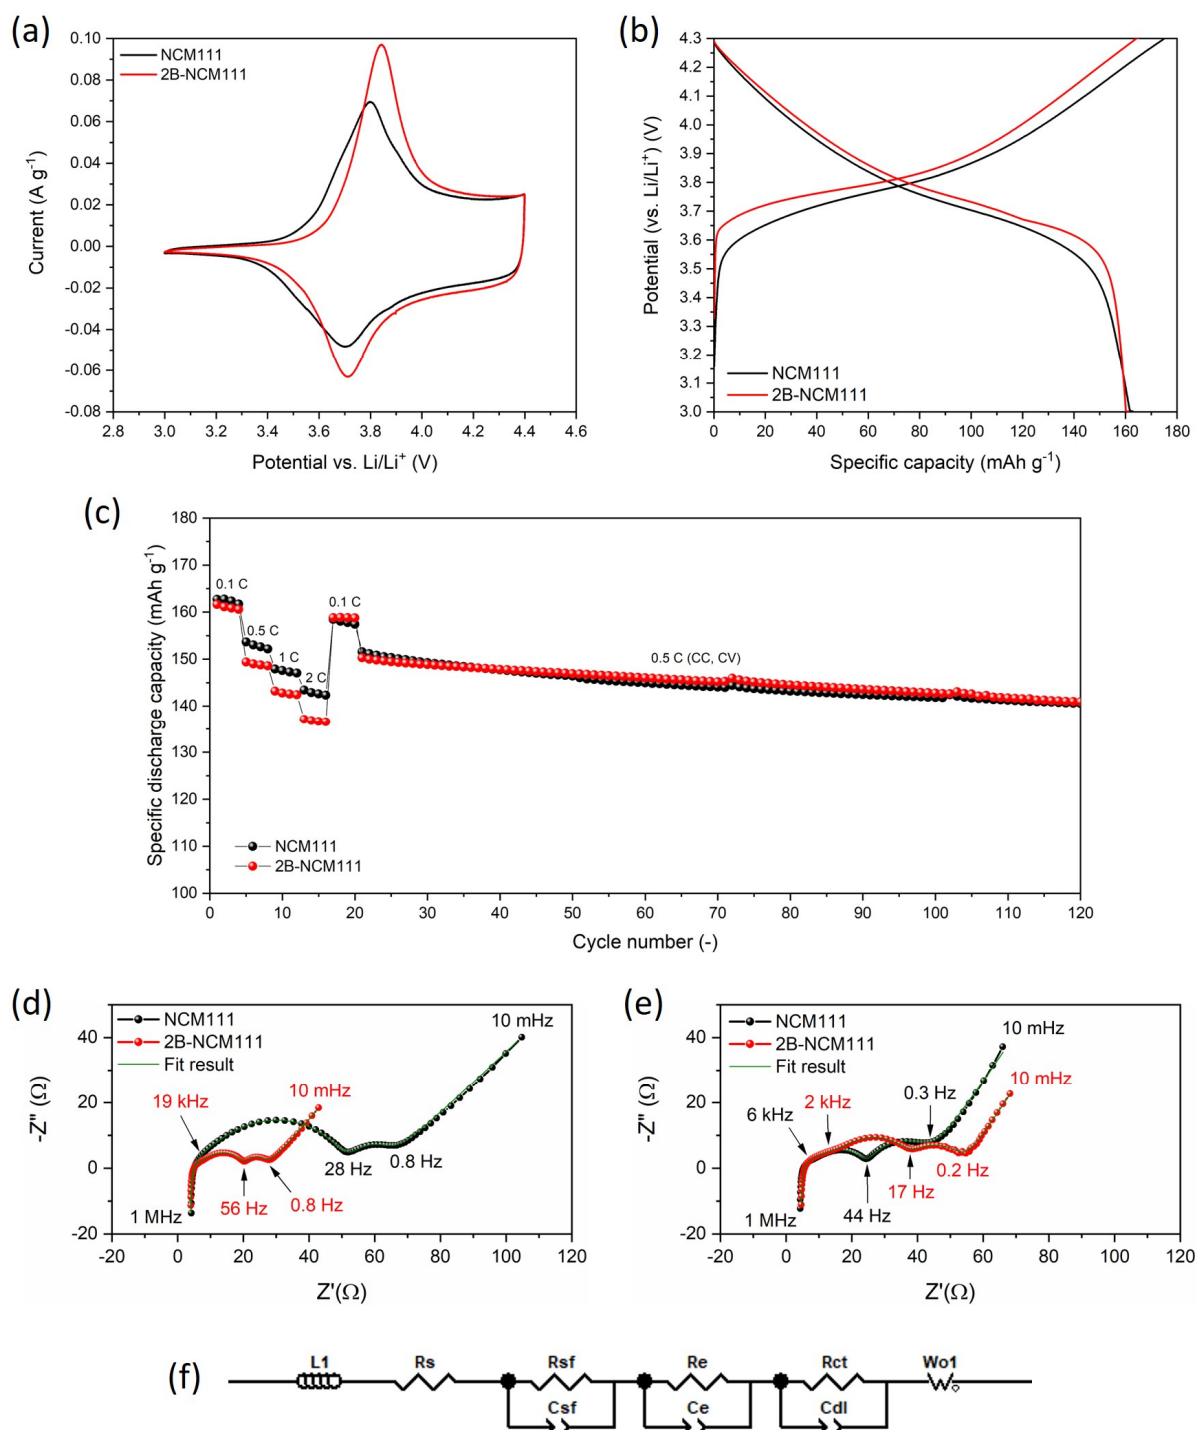 (a)
NCM111
2B-NCM111
0.10
0.08
0.06
0.04
0.02
0.00
-0.02
-0.04
-0.06
-0.08
Current (A g⁻¹)
2.8 3.0 3.2 3.4 3.6 3.8 4.0 4.2 4.4 4.6
Potential vs. Li/Li⁺ (V)
(b)
4.3
4.2
4.1
4.0
3.9
3.8
3.7
3.6
3.5
3.4
3.3
3.2
3.1
3.0
Potential (vs. Li/Li⁺) (V)
NCM111
2B-NCM111
0 20 40 60 80 100 120 140 160 180
Specific capacity (mAh g⁻¹)
(c)
180
170
160
150
140
130
120
110
100
Specific discharge capacity (mAh g⁻¹)
0.1 C
0.5 C
1 C
2 C
0.1 C
0.5 C (CC, CV)
NCM111
2B-NCM111
0 10 20 30 40 50 60 70 80 90 100 110 120
Cycle number (-)
(d)
NCM111
2B-NCM111
Fit result
40
20
0
-20
-Z" (Ω)
19 kHz
10 mHz
10 mHz
28 Hz
0.8 Hz
56 Hz
0.8 Hz
1 MHz
-20 0 20 40 60 80 100 120
Z'(Ω)
(e)
NCM111
2B-NCM111
Fit result
40
20
0
-20
-Z" (Ω)
6 kHz
2 kHz
0.3 Hz
10 mHz
10 mHz
17 Hz
0.2 Hz
44 Hz
1 MHz
-20 0 20 40 60 80 100 120
Z'(Ω)
(f)
L1 Rs Rsf Re Rct Wo1
Csf Ce Cdl